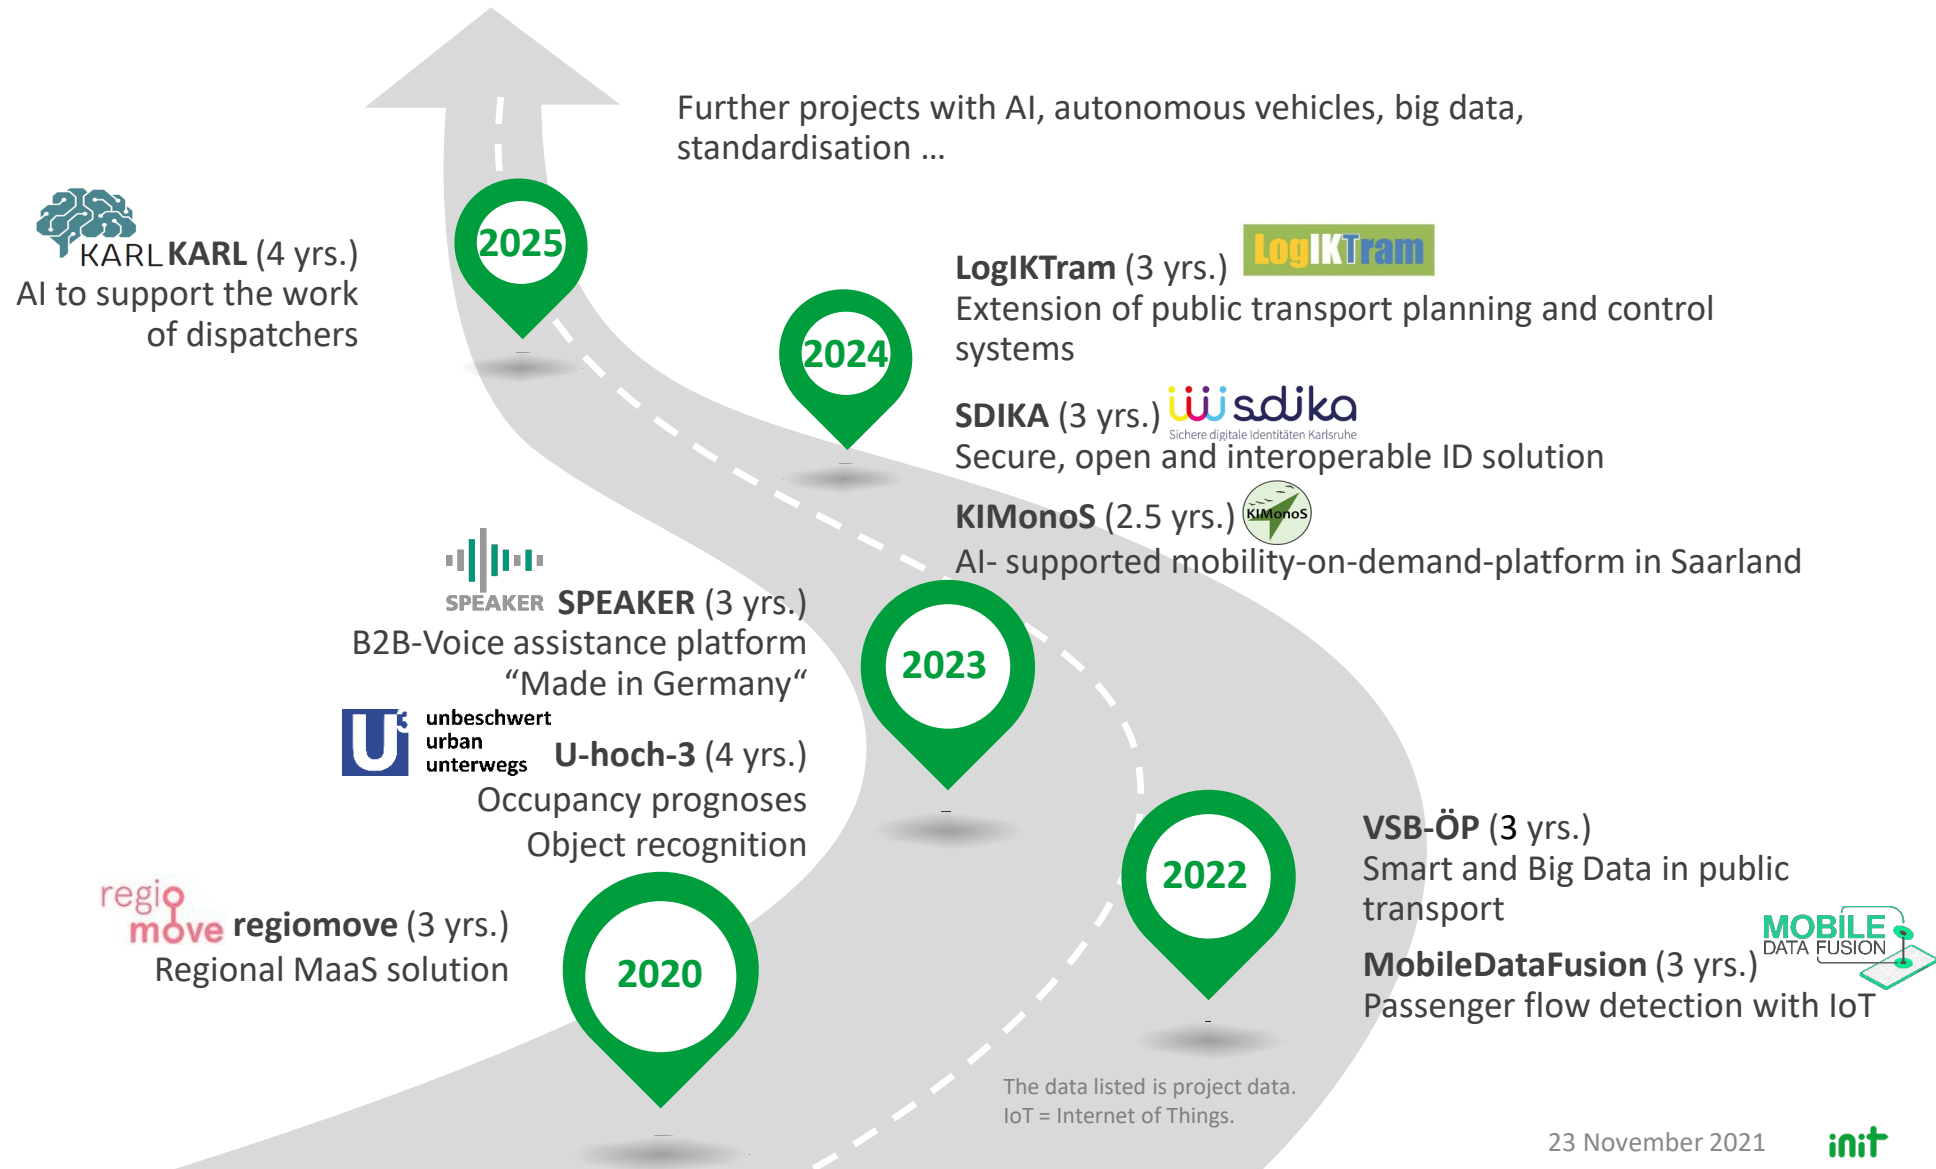 Further projects with AI, autonomous vehicles, big data,
standardisation ...
2025
KARL
KARL (4 yrs.)
AI to support the work
of dispatchers
2024
LogIKTram (3 yrs.)
LogIKTram
Extension of public transport planning and control
systems
SDIKA (3 yrs.)
sdika
Sichere digitale Identitäten Karlsruhe
Secure, open and interoperable ID solution
KIMonoS (2.5 yrs.)
KIMonoS
AI- supported mobility-on-demand-platform in Saarland
2023
SPEAKER
SPEAKER (3 yrs.)
B2B-Voice assistance platform
“Made in Germany“
U3
unbeschwert
urban
unterwegs
U-hoch-3 (4 yrs.)
Occupancy prognoses
Object recognition
2022
VSB-ÖP (3 yrs.)
Smart and Big Data in public
transport
MOBILE
DATA FUSION
MobileDataFusion (3 yrs.)
Passenger flow detection with IoT
2020
regio
move
regiomove (3 yrs.)
Regional MaaS solution
The data listed is project data.
IoT = Internet of Things.
23 November 2021
init